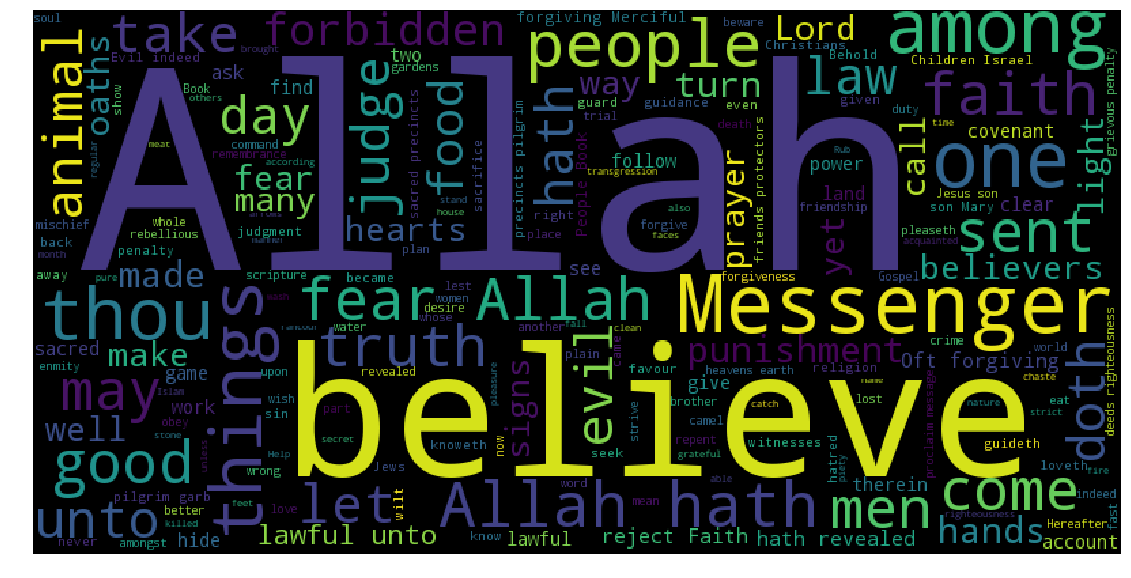 Allah
believe
Messenger
people
among
one
faith
Lord
law
take
forbidden
animal
oaths
judge
food
day
fear
many
hearts
hath
way
turn
call
light
covenant
power
prayer
yet
sent
believers
thou
made
fear Allah
truth
things
may
make
good
well
unto
let
Allah hath
evil
signs
punishment
Oft forgiving
doth
men
come
hands
account
lawful unto
lawful
reject Faith
hath revealed
therein
hide
pilgrim garb
work
game
sacred
soul
Evil indeed
show
Book
others
ask
find
two
gardens
command
remembrance
according
regular
meat
sacred precincts
sacrifice
stand
house
judgment
plan
whole
rebellious
mischief
back
month
penalty
away
pure
scripture
became
see
forgiving Merciful
beware
Christians
Behold
Children Israel
precincts pilgrim
guard
guidance
even
trial
death
follow
transgression
People Book
right
place
forgive
also
faces
friends protectors
given
duty
time
Rub
land
friendship
clear
Jesus son
son Mary
pleaseth
acquainted
grievous penalty
Gospel
forgiveness
enmity
wash
lest
women
desire
whose
another
fall
water
rancour
upon
revealed
wish
sin
part
secret
plain
came
clean
favour
heavens earth
give
religion
brother
camel
catch
name
lost
repent
grateful
witnesses
nature
chaste
strict
eat
crime
world
deeds righteousness
proclaim message
guideth
loveth
hatred
piety
strive
seek
knoweth
now
pleasure
Jews
wrong
Help
unless
Islam
obey
stone
better
killed
feet
never
amongst
love
wilt
know
word
mean
able
righteousness
Hereafter
indeed
fast
fire